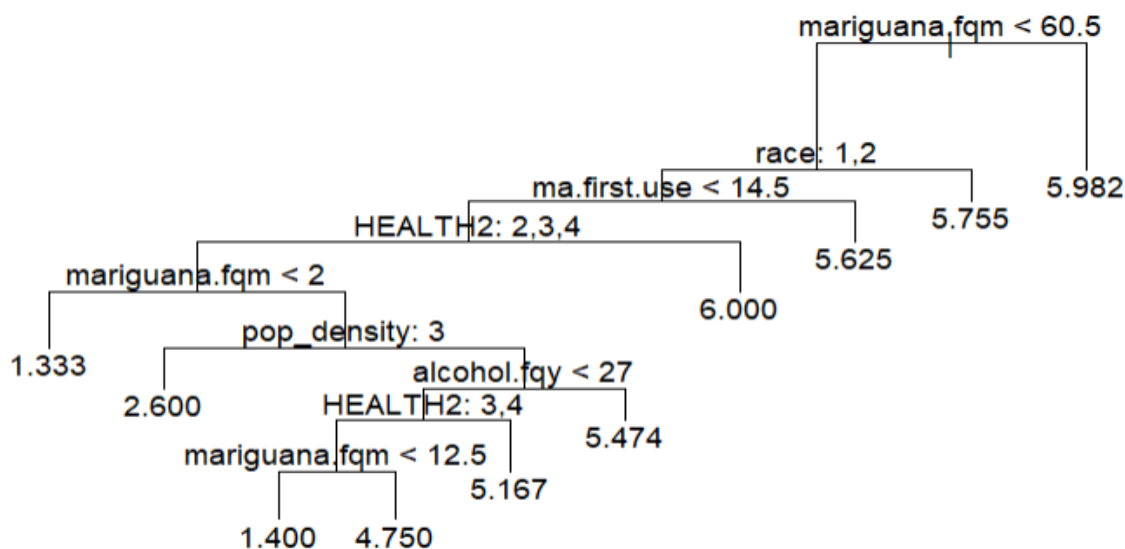 mariguana.fqm < 60.5
race: 1,2
5.982
ma.first.use < 14.5
5.755
HEALTH2: 2,3,4
5.625
mariguana.fqm < 2
6.000
pop_density: 3
1.333
alcohol.fqy < 27
2.600
HEALTH2: 3,4
5.474
mariguana.fqm < 12.5
5.167
1.400 4.750